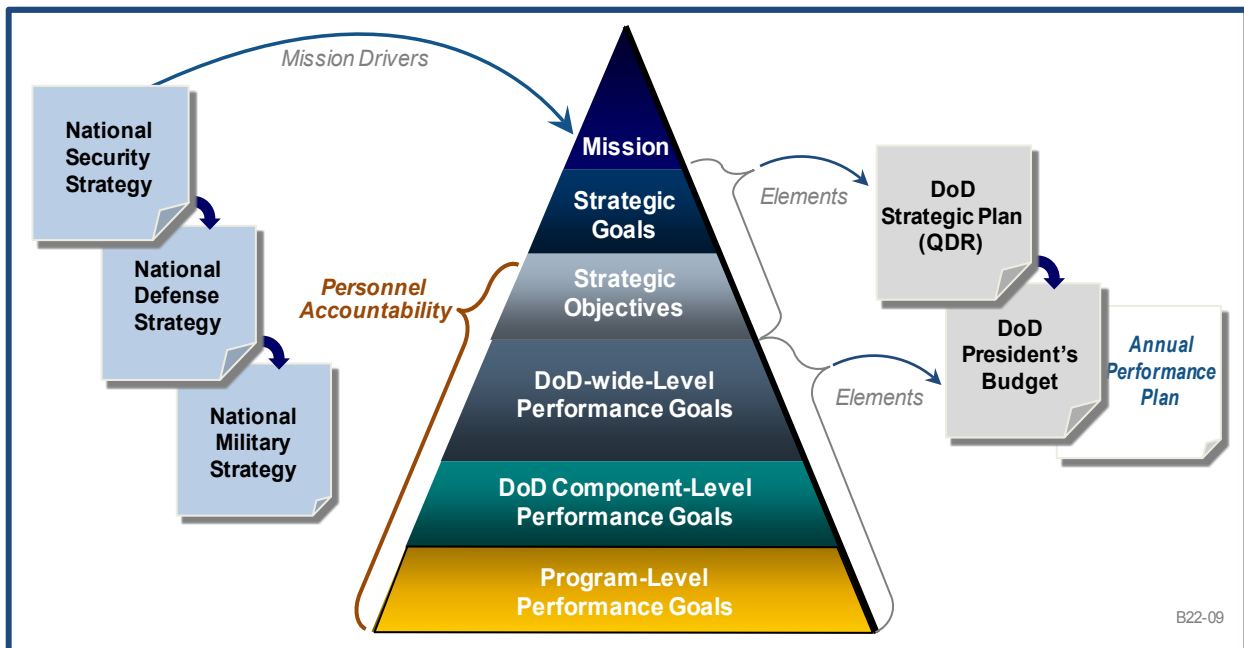 Mission Drivers
National
Security
Strategy
National
Defense
Strategy
National
Military
Strategy
Personnel
Accountability
Mission
Strategic
Goals
Strategic
Objectives
DoD-wide-Level
Performance Goals
DoD Component-Level
Performance Goals
Program-Level
Performance Goals
Elements
DoD
Strategic Plan
(QDR)
Elements
DoD
President’s
Budget
Annual
Performance
Plan
B22-09